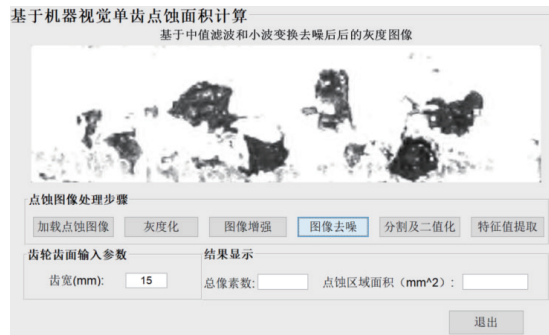 基于机器视觉单齿点蚀面积计算
基于中值滤波和小波变换去噪后后的灰度图像
点蚀图像处理步骤
加载点蚀图像 灰度化 图像增强 图像去噪 分割及二值化 特征值提取
齿轮齿面输入参数 结果显示
齿宽(mm): 15 总像素数: 点蚀区域面积（mm^2）:
退出